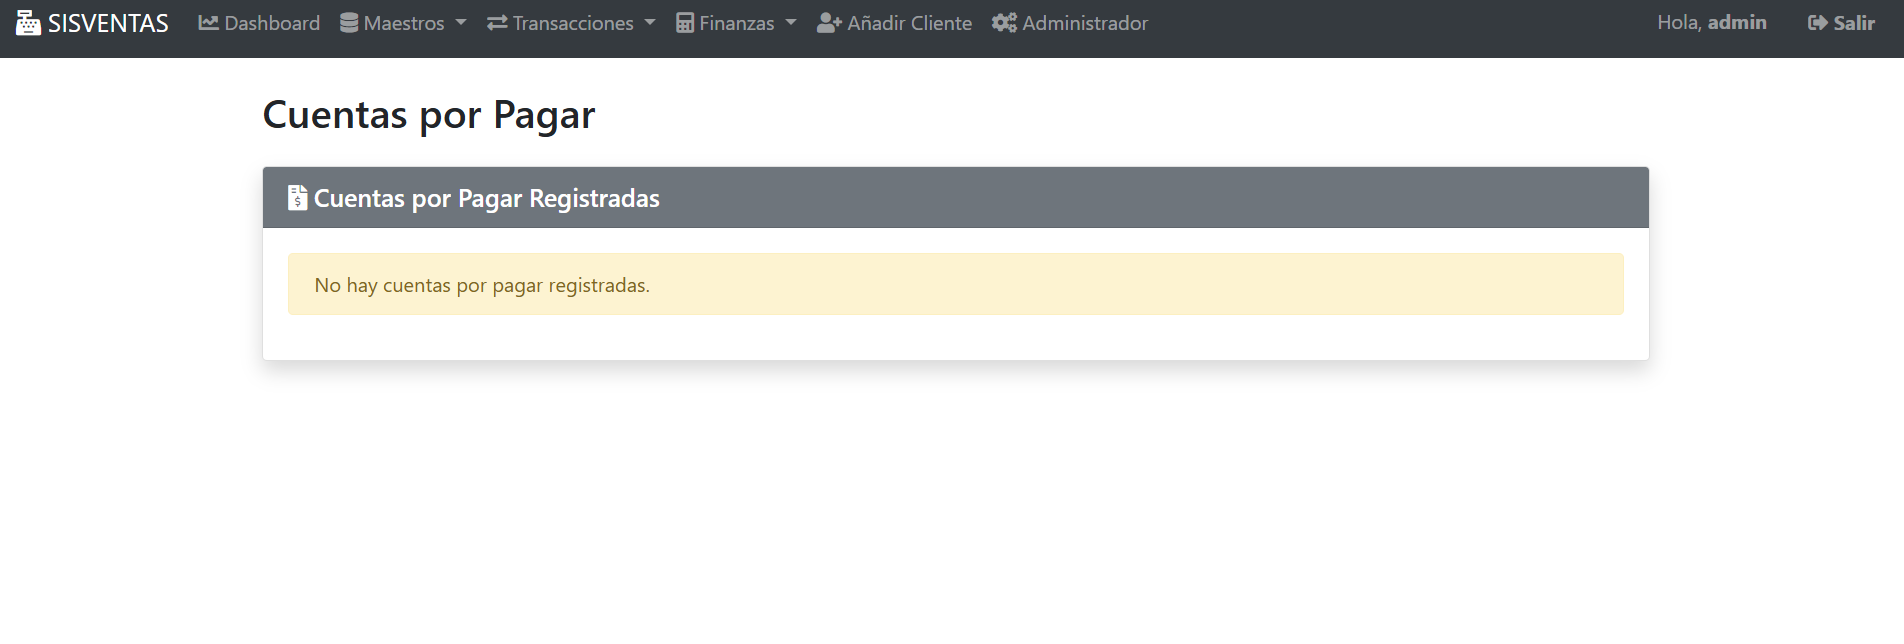 SISVENTAS Dashboard Maestros Transacciones Finanzas Añadir Cliente Administrador Hola, admin Salir
Cuentas por Pagar
Cuentas por Pagar Registradas
No hay cuentas por pagar registradas.